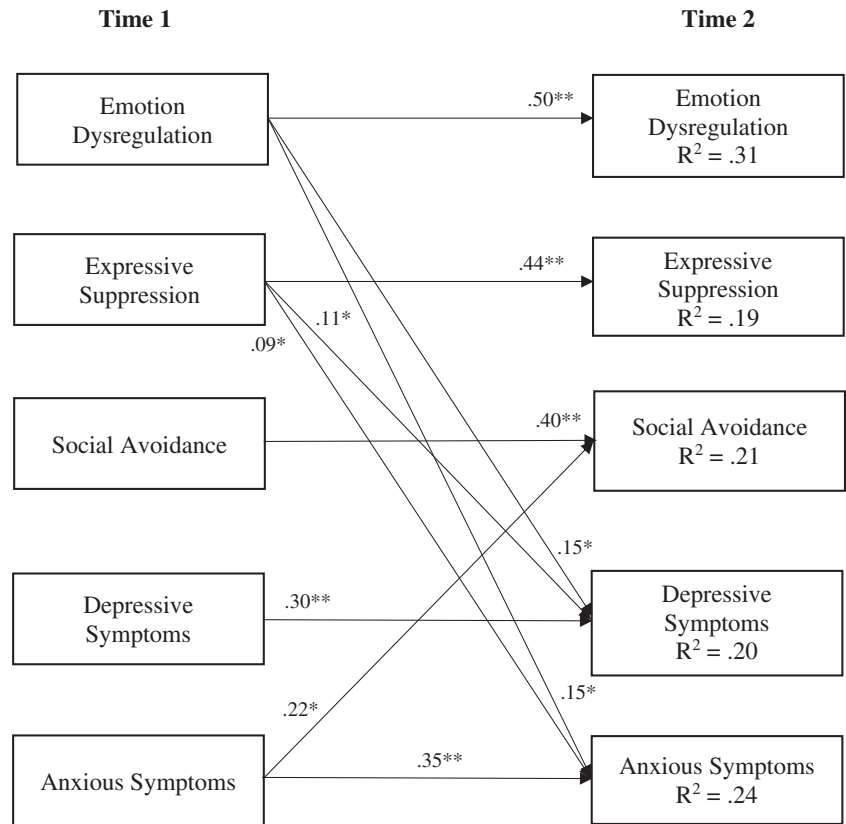 Time 1
Time 2
Emotion
Dysregulation
.50**
Emotion
Dysregulation
R² = .31
Expressive
Suppression
.44**
Expressive
Suppression
R² = .19
.11*
.09*
Social Avoidance
.40**
Social Avoidance
R² = .21
.15*
Depressive
Symptoms
.30**
Depressive
Symptoms
R² = .20
.22*
.15*
Anxious Symptoms
.35**
Anxious Symptoms
R² = .24